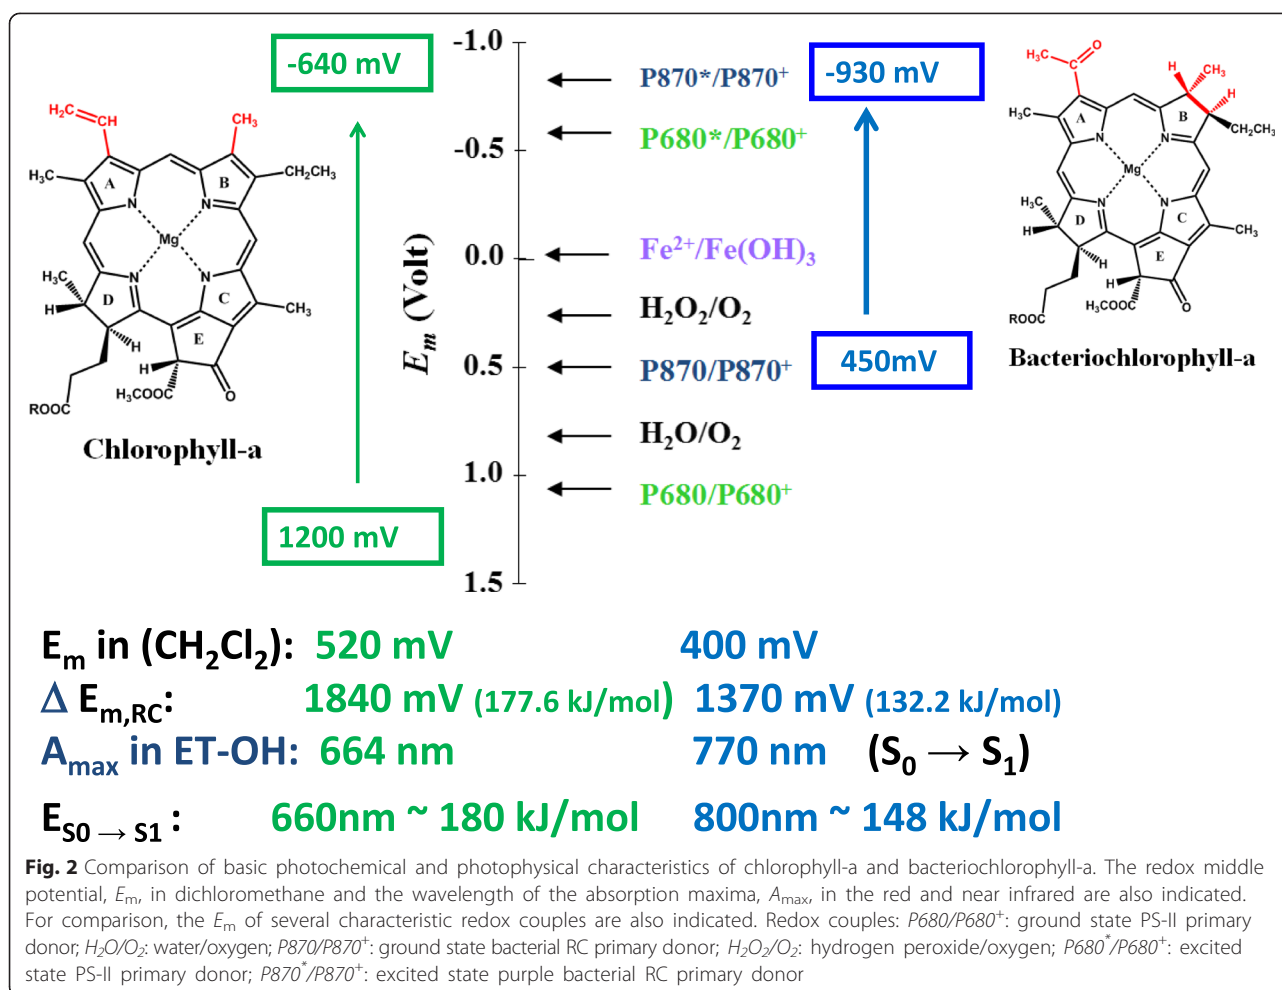 -640 mV
1200 mV
H₂C
CH
CH₃
H₃C
CH₂CH₃
A
B
N
N
Mg
N
N
H₃C
D
C
H
H
E
CH₃
H
CH₃OOC
O
ROOC
Chlorophyll-a
Eₘ (Volt)
-1.0
-0.5
0.0
0.5
1.0
1.5
P870*/P870⁺
P680*/P680⁺
Fe²⁺/Fe(OH)₃
H₂O₂/O₂
P870/P870⁺
H₂O/O₂
P680/P680⁺
-930 mV
450mV
H₃C
C
O
H
CH₃
H
H₃C
A
B
CH₂CH₃
N
N
Mg
N
N
H₃C
D
C
H
H
E
CH₃
H
CH₃OOC
O
ROOC
Bacteriochlorophyll-a
Eₘ in (CH₂Cl₂): 520 mV 400 mV
Δ Eₘ,RC: 1840 mV (177.6 kJ/mol) 1370 mV (132.2 kJ/mol)
Amax in ET-OH: 664 nm 770 nm (S₀ → S₁)
ES0 → S1 : 660nm ~ 180 kJ/mol 800nm ~ 148 kJ/mol
Fig. 2 Comparison of basic photochemical and photophysical characteristics of chlorophyll-a and bacteriochlorophyll-a. The redox middle
potential, Eₘ, in dichloromethane and the wavelength of the absorption maxima, Amax, in the red and near infrared are also indicated.
For comparison, the Eₘ of several characteristic redox couples are also indicated. Redox couples: P680/P680⁺: ground state PS-II primary
donor; H₂O/O₂: water/oxygen; P870/P870⁺: ground state bacterial RC primary donor; H₂O₂/O₂: hydrogen peroxide/oxygen; P680*/P680⁺: excited
state PS-II primary donor; P870*/P870⁺: excited state purple bacterial RC primary donor